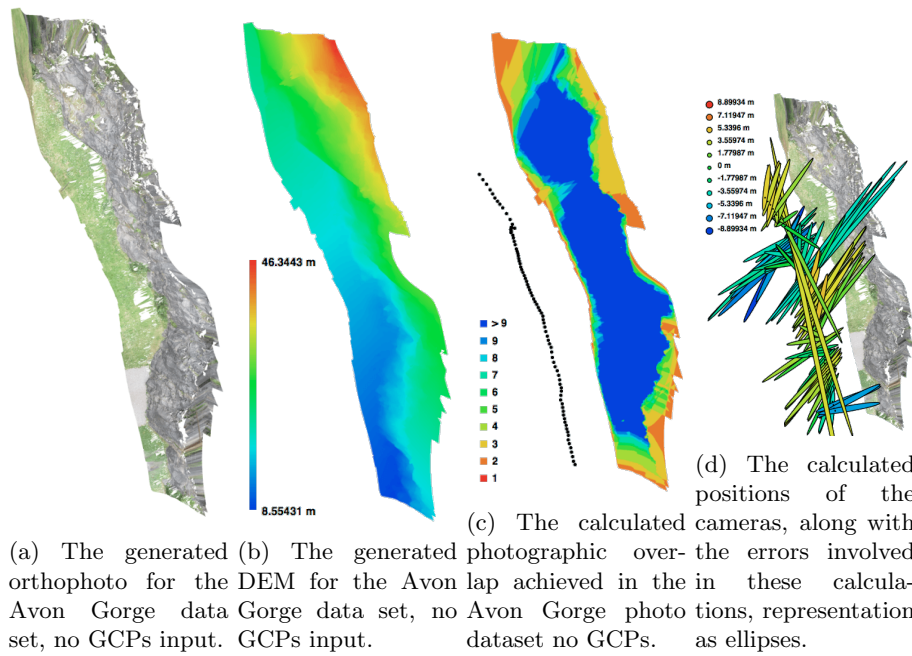 8.89934 m
7.11947 m
5.3396 m
3.55974 m
1.77987 m
0 m
-1.77987 m
-3.55974 m
-5.3396 m
-7.11947 m
-8.89934 m
46.3443 m
8.55431 m
> 9
9
8
7
6
5
4
3
2
1
(a) The generated
orthophoto for the
Avon Gorge data
set, no GCPs input.
(b) The generated
DEM for the Avon
Gorge data set, no
GCPs input.
(c) The calculated
photographic over-
lap achieved in the
Avon Gorge photo
dataset no GCPs.
(d) The calculated
positions of the
cameras, along with
the errors involved
in these calcula-
tions, representation
as ellipses.